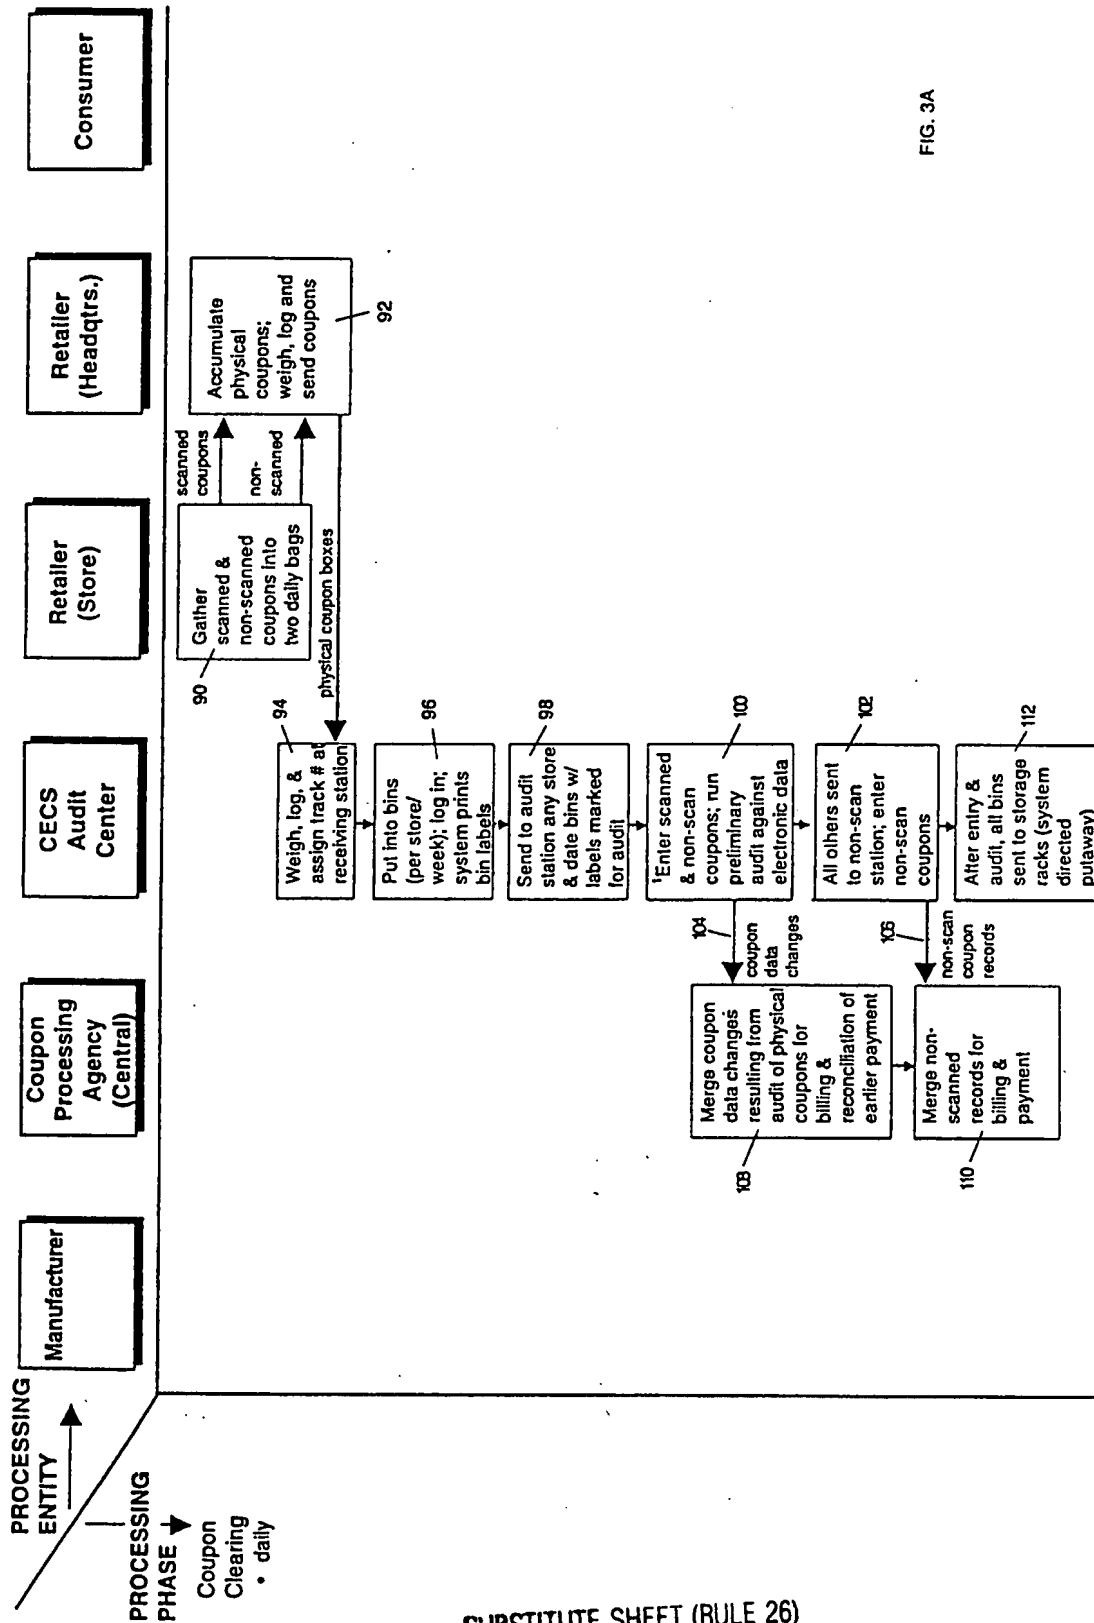 PROCESSING
ENTITY
PROCESSING
PHASE
Coupon
Clearing
• daily
Manufacturer
Coupon
Processing
Agency
(Central)
CECS
Audit
Center
Retailer
(Store)
Retailer
(Headqtrs.)
Consumer
90
Gather
scanned &
non-scanned
coupons into
two daily bags
scanned
coupons
non-
scanned
Accumulate
physical
coupons;
weigh, log and
send coupons
92
physical coupon boxes
94
Weigh, log, &
assign track # at
receiving station
96
Put into bins
(per store/
week); log in;
system prints
bin labels
98
Send to audit
station any store
& date bins w/
labels marked
for audit
100
Enter scanned
& non-scan
coupons; run
preliminary
audit against
electronic data
104
coupon
data
changes
102
All others sent
to non-scan
station; enter
non-scan
coupons
106
non-scan
coupon
records
112
After entry &
audit, all bins
sent to storage
racks (system
directed
putaway)
Merge coupon
data changes
resulting from
audit of physical
coupons for
billing &
reconciliation of
earlier payment
108
Merge non-
scanned
records for
billing &
payment
110
FIG. 3A
SUBSTITUTE SHEET (RULE 26)